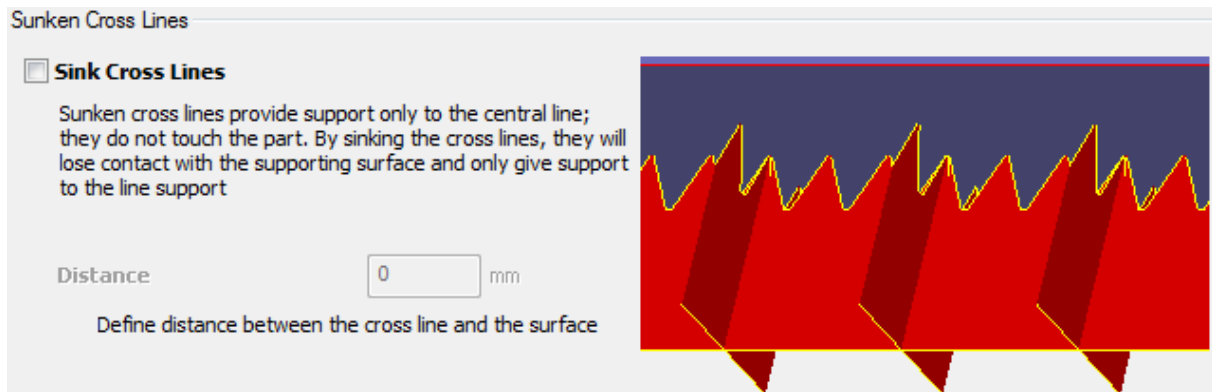 Sunken Cross Lines
Sink Cross Lines
Sunken cross lines provide support only to the central line;
they do not touch the part. By sinking the cross lines, they will
lose contact with the supporting surface and only give support
to the line support
Distance
0
mm
Define distance between the cross line and the surface